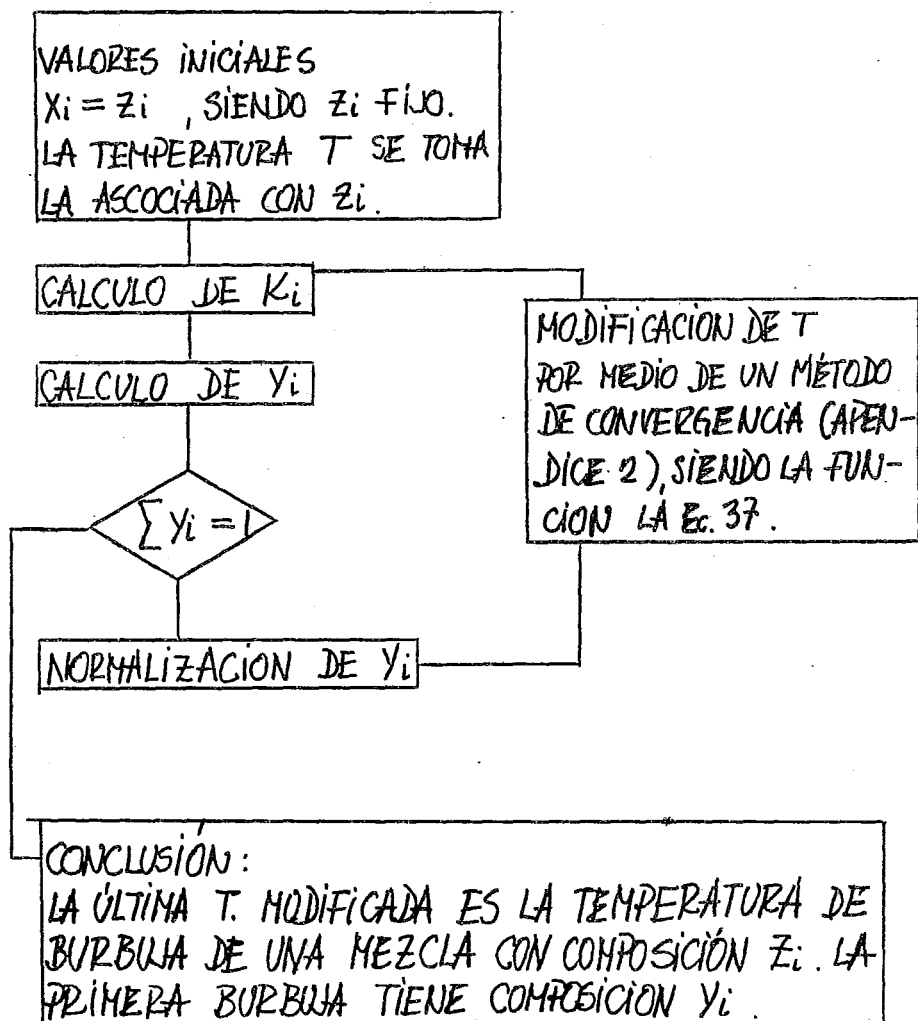 VALORES INICIALES
Xi = Zi , SIENDO Zi FIJO.
LA TEMPERATURA T SE TOMA
LA ASCOCIADA CON Zi.
CALCULO DE Ki
CALCULO DE Yi
∑ Yi = 1
NORMALIZACION DE Yi
MODIFICACION DE T
POR MEDIO DE UN MÉTODO
DE CONVERGENCIA (APEN-
DICE 2), SIENDO LA FUN-
CION LA Ec. 37.
CONCLUSIÓN:
LA ÚLTIMA T. MODIFICADA ES LA TEMPERATURA DE
BURBUJA DE UNA MEZCLA CON COMPOSICIÓN Zi. LA
PRIMERA BURBUJA TIENE COMPOSICION Yi.